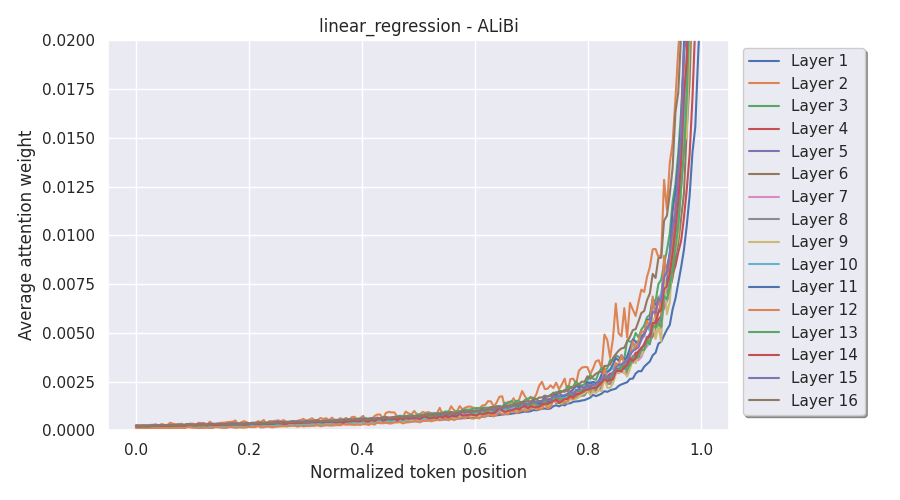 linear_regression - ALiBi
Average attention weight
0.0200
0.0175
0.0150
0.0125
0.0100
0.0075
0.0050
0.0025
0.0000
0.0
0.2
0.4
0.6
0.8
1.0
Normalized token position
Layer 1
Layer 2
Layer 3
Layer 4
Layer 5
Layer 6
Layer 7
Layer 8
Layer 9
Layer 10
Layer 11
Layer 12
Layer 13
Layer 14
Layer 15
Layer 16